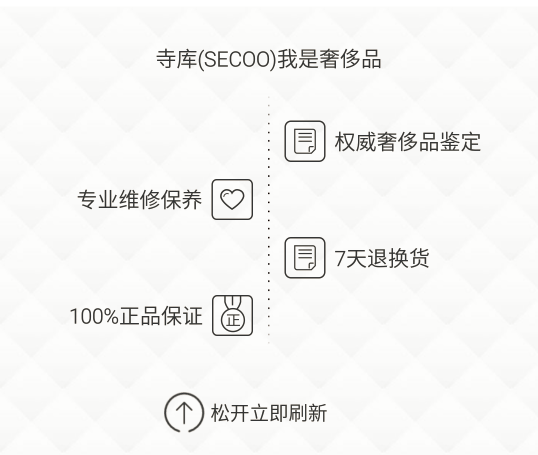 寺库(SECOO)我是奢侈品
权威奢侈品鉴定
专业维修保养
7天退换货
100%正品保证
正
松开立即刷新